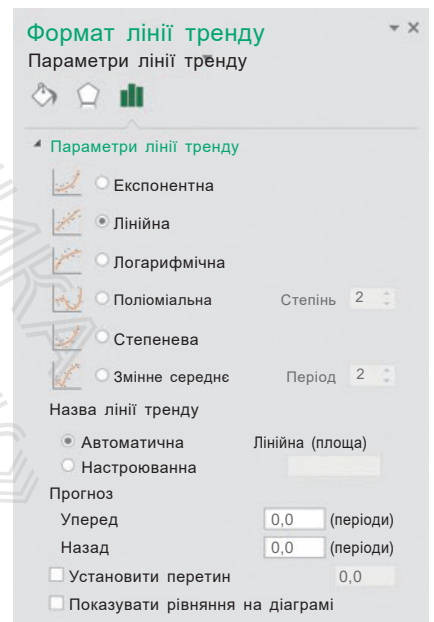 Формат лінії тренду
Параметри лінії тренду
Параметри лінії тренду
Експонентна
Лінійна
Логарифмічна
Поліоміальна Степінь 2
Степенева
Змінне середнє Період 2
Назва лінії тренду
Автоматична Лінійна (площа)
Настроюванна
Прогноз
Уперед 0,0 (періоди)
Назад 0,0 (періоди)
Установити перетин 0,0
Показувати рівняння на діаграмі